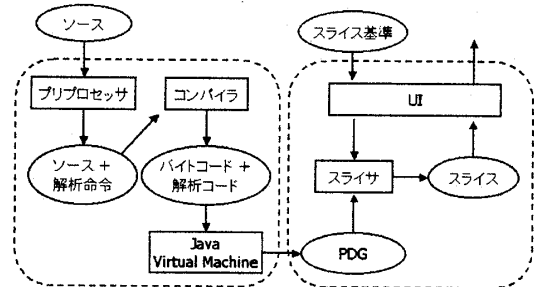 ソース
プリプロセッサ
ソース +
解析命令
コンパイラ
バイトコード +
解析コード
Java
Virtual Machine
スライス基準
UI
スライサ
スライス
PDG